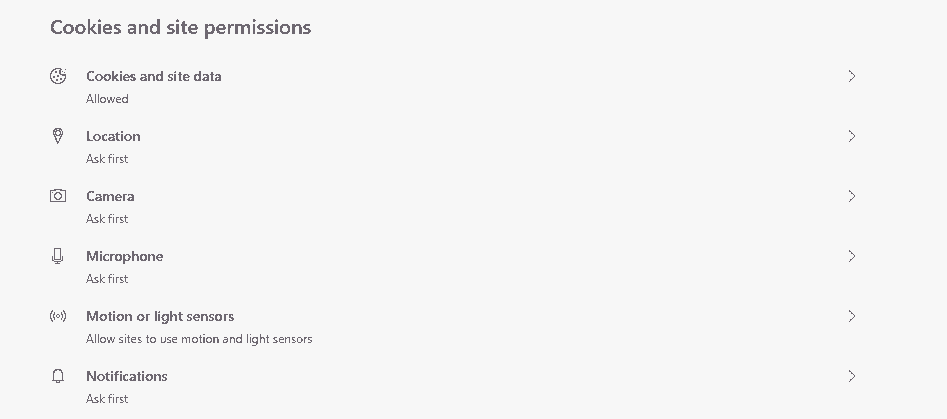 Cookies and site permissions
Cookies and site data
Allowed
Location
Ask first
Camera
Ask first
Microphone
Ask first
Motion or light sensors
Allow sites to use motion and light sensors
Notifications
Ask first